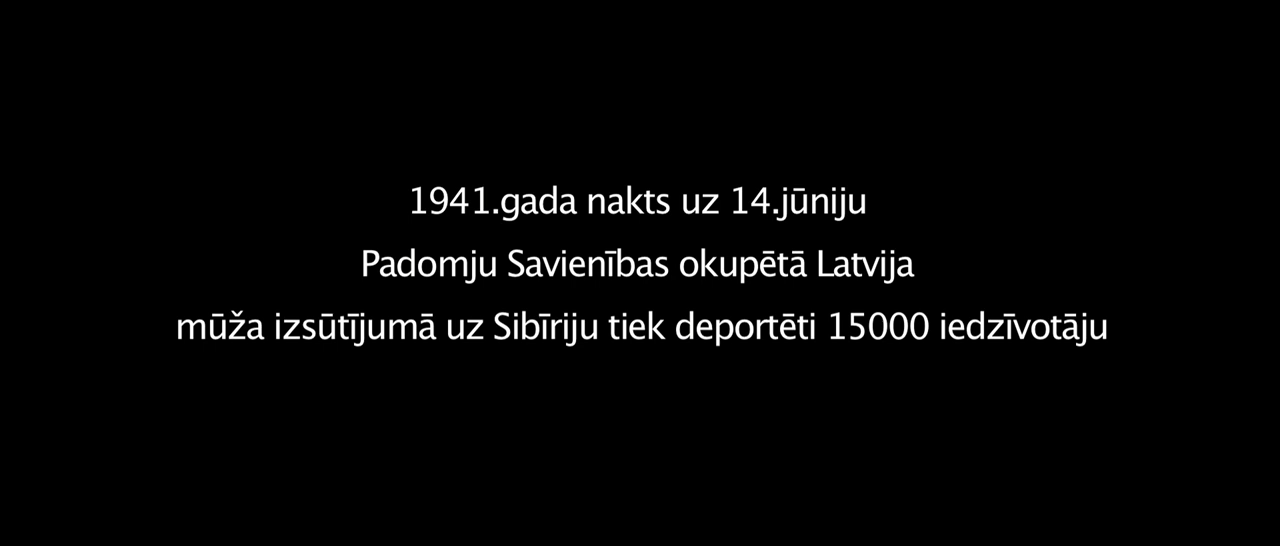 1941.gada nakts uz 14.jūniju
Padomju Savienības okupētā Latvija
mūža izsūtījumā uz Sibīriju tiek deportēti 15000 iedzīvotāju